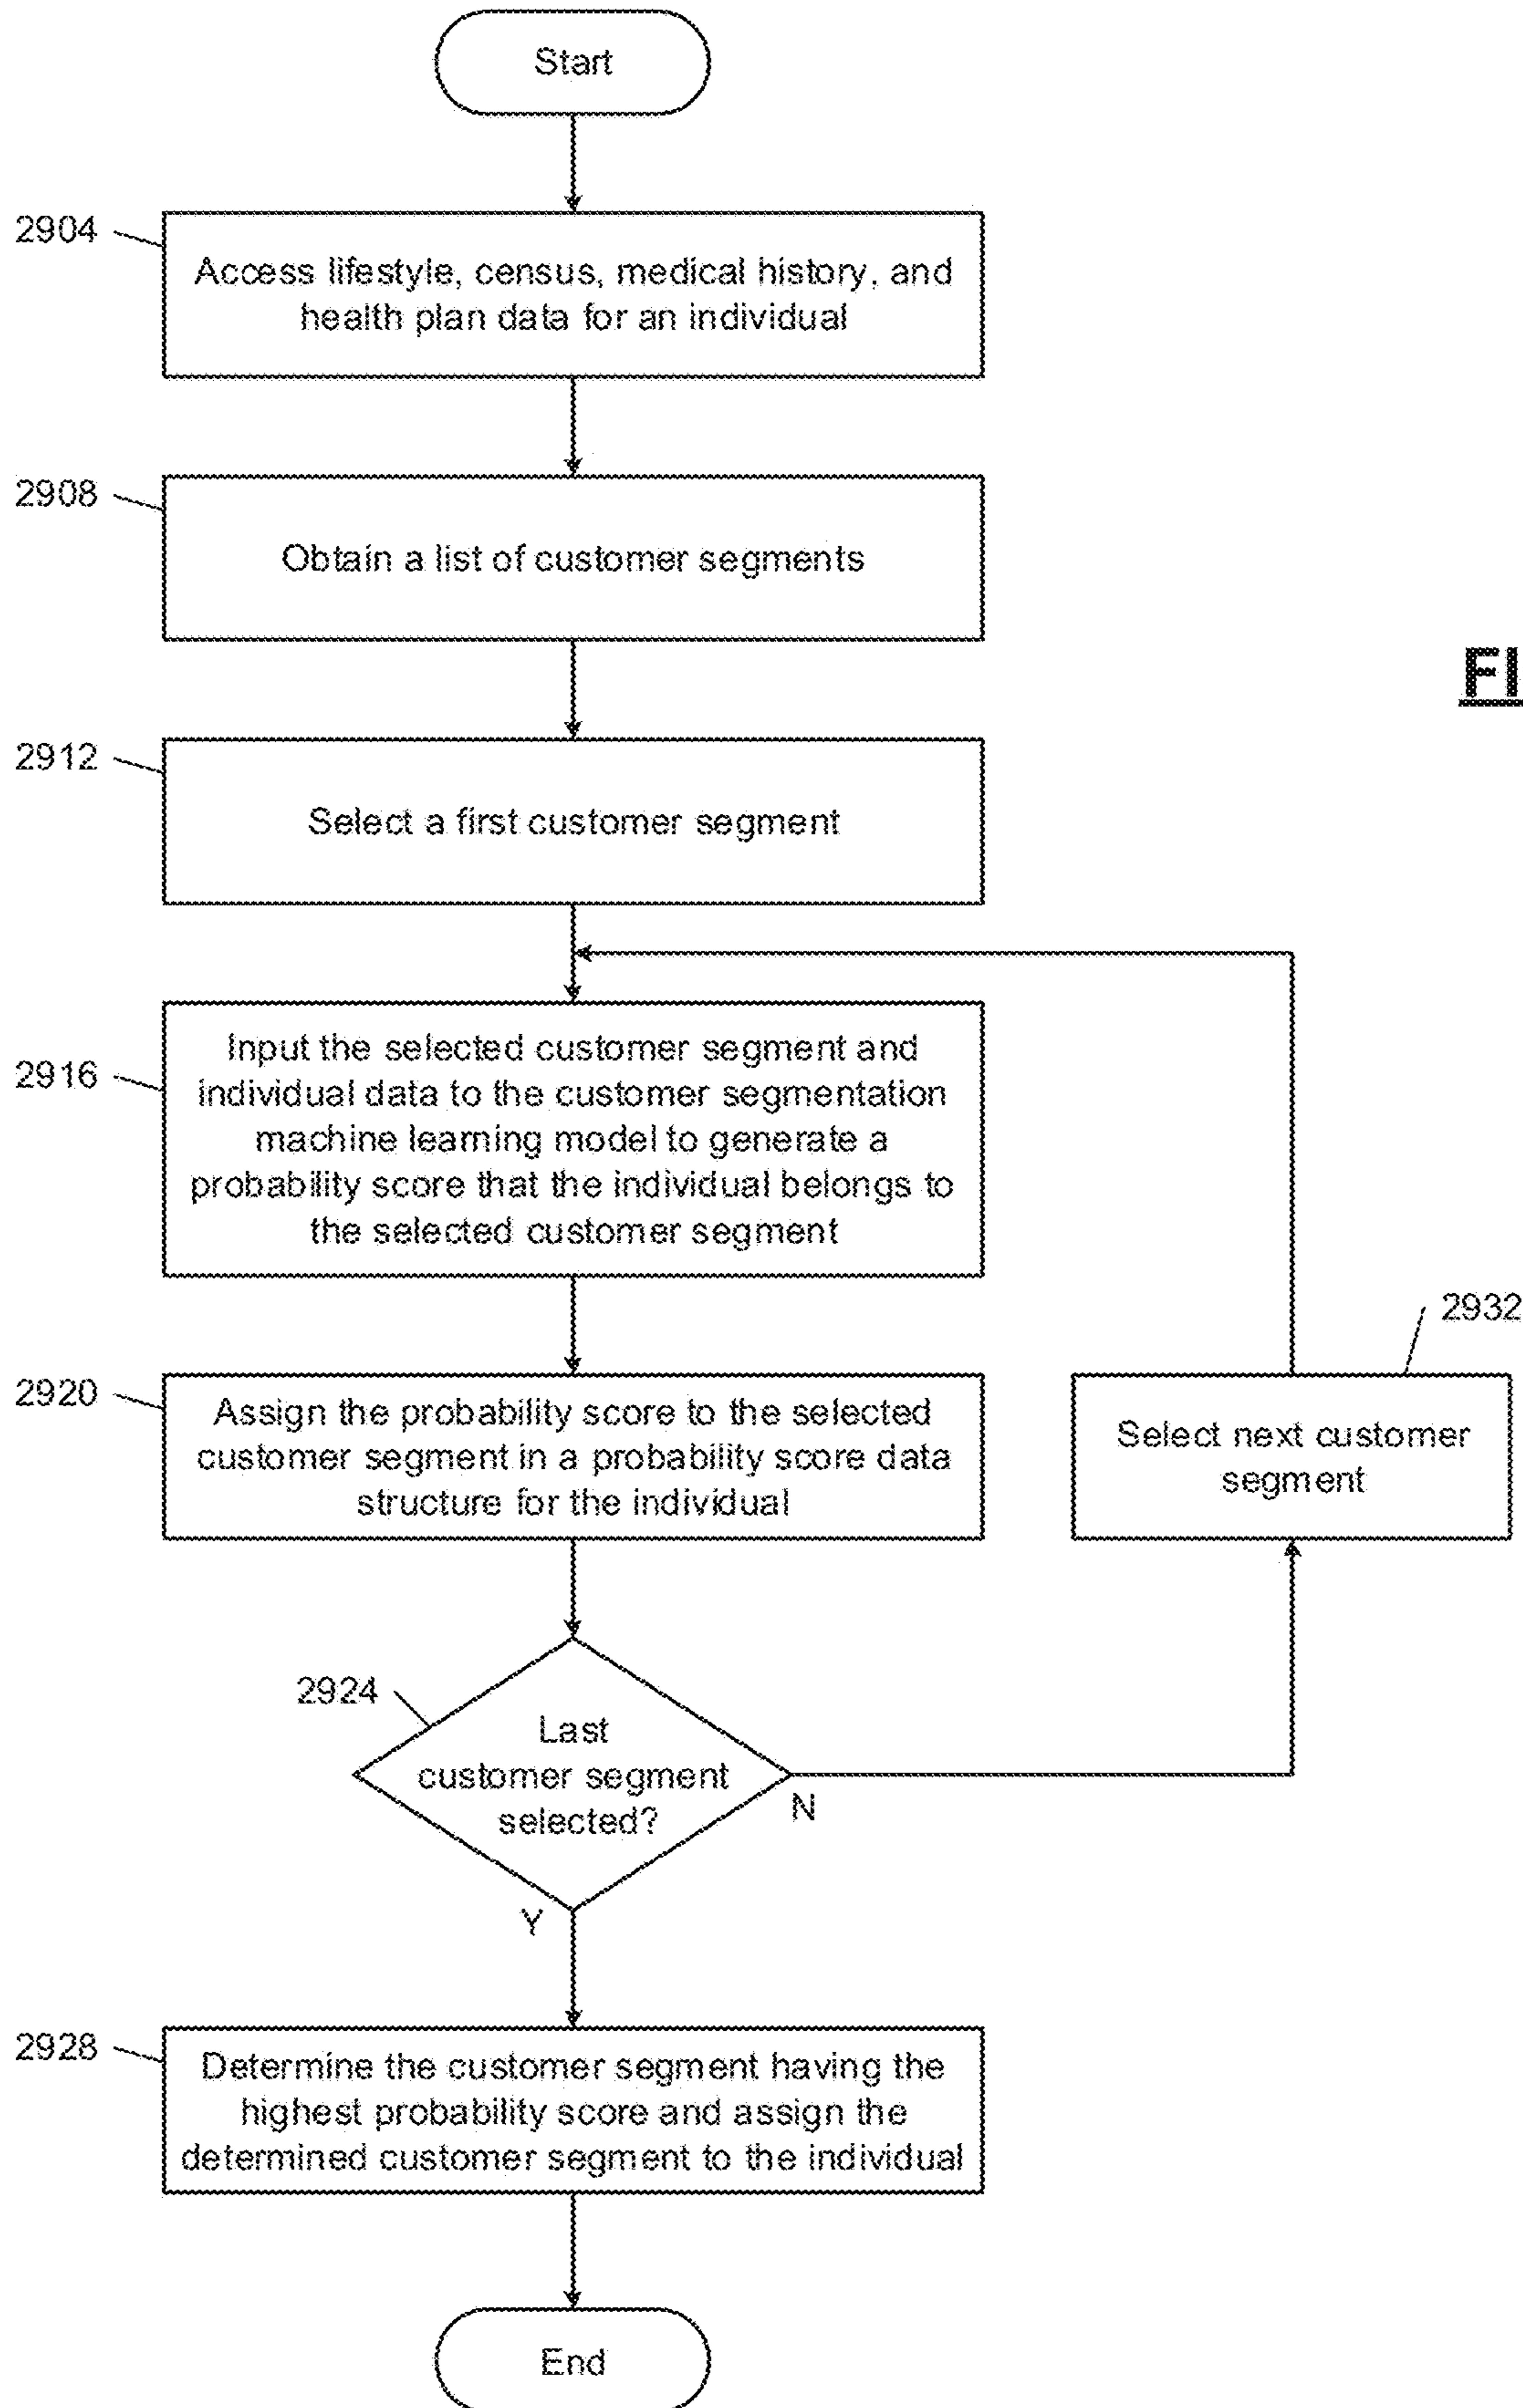 Start
2904
Access lifestyle, census, medical history, and
health plan data for an individual
2908
Obtain a list of customer segments
FI
2912
Select a first customer segment
2916
Input the selected customer segment and
individual data to the customer segmentation
machine learning model to generate a
probability score that the individual belongs to
the selected customer segment
2932
2920
Assign the probability score to the selected
customer segment in a probability score data
structure for the individual
Select next customer
segment
2924
Last
customer segment
selected?
N
Y
2928
Determine the customer segment having the
highest probability score and assign the
determined customer segment to the individual
End